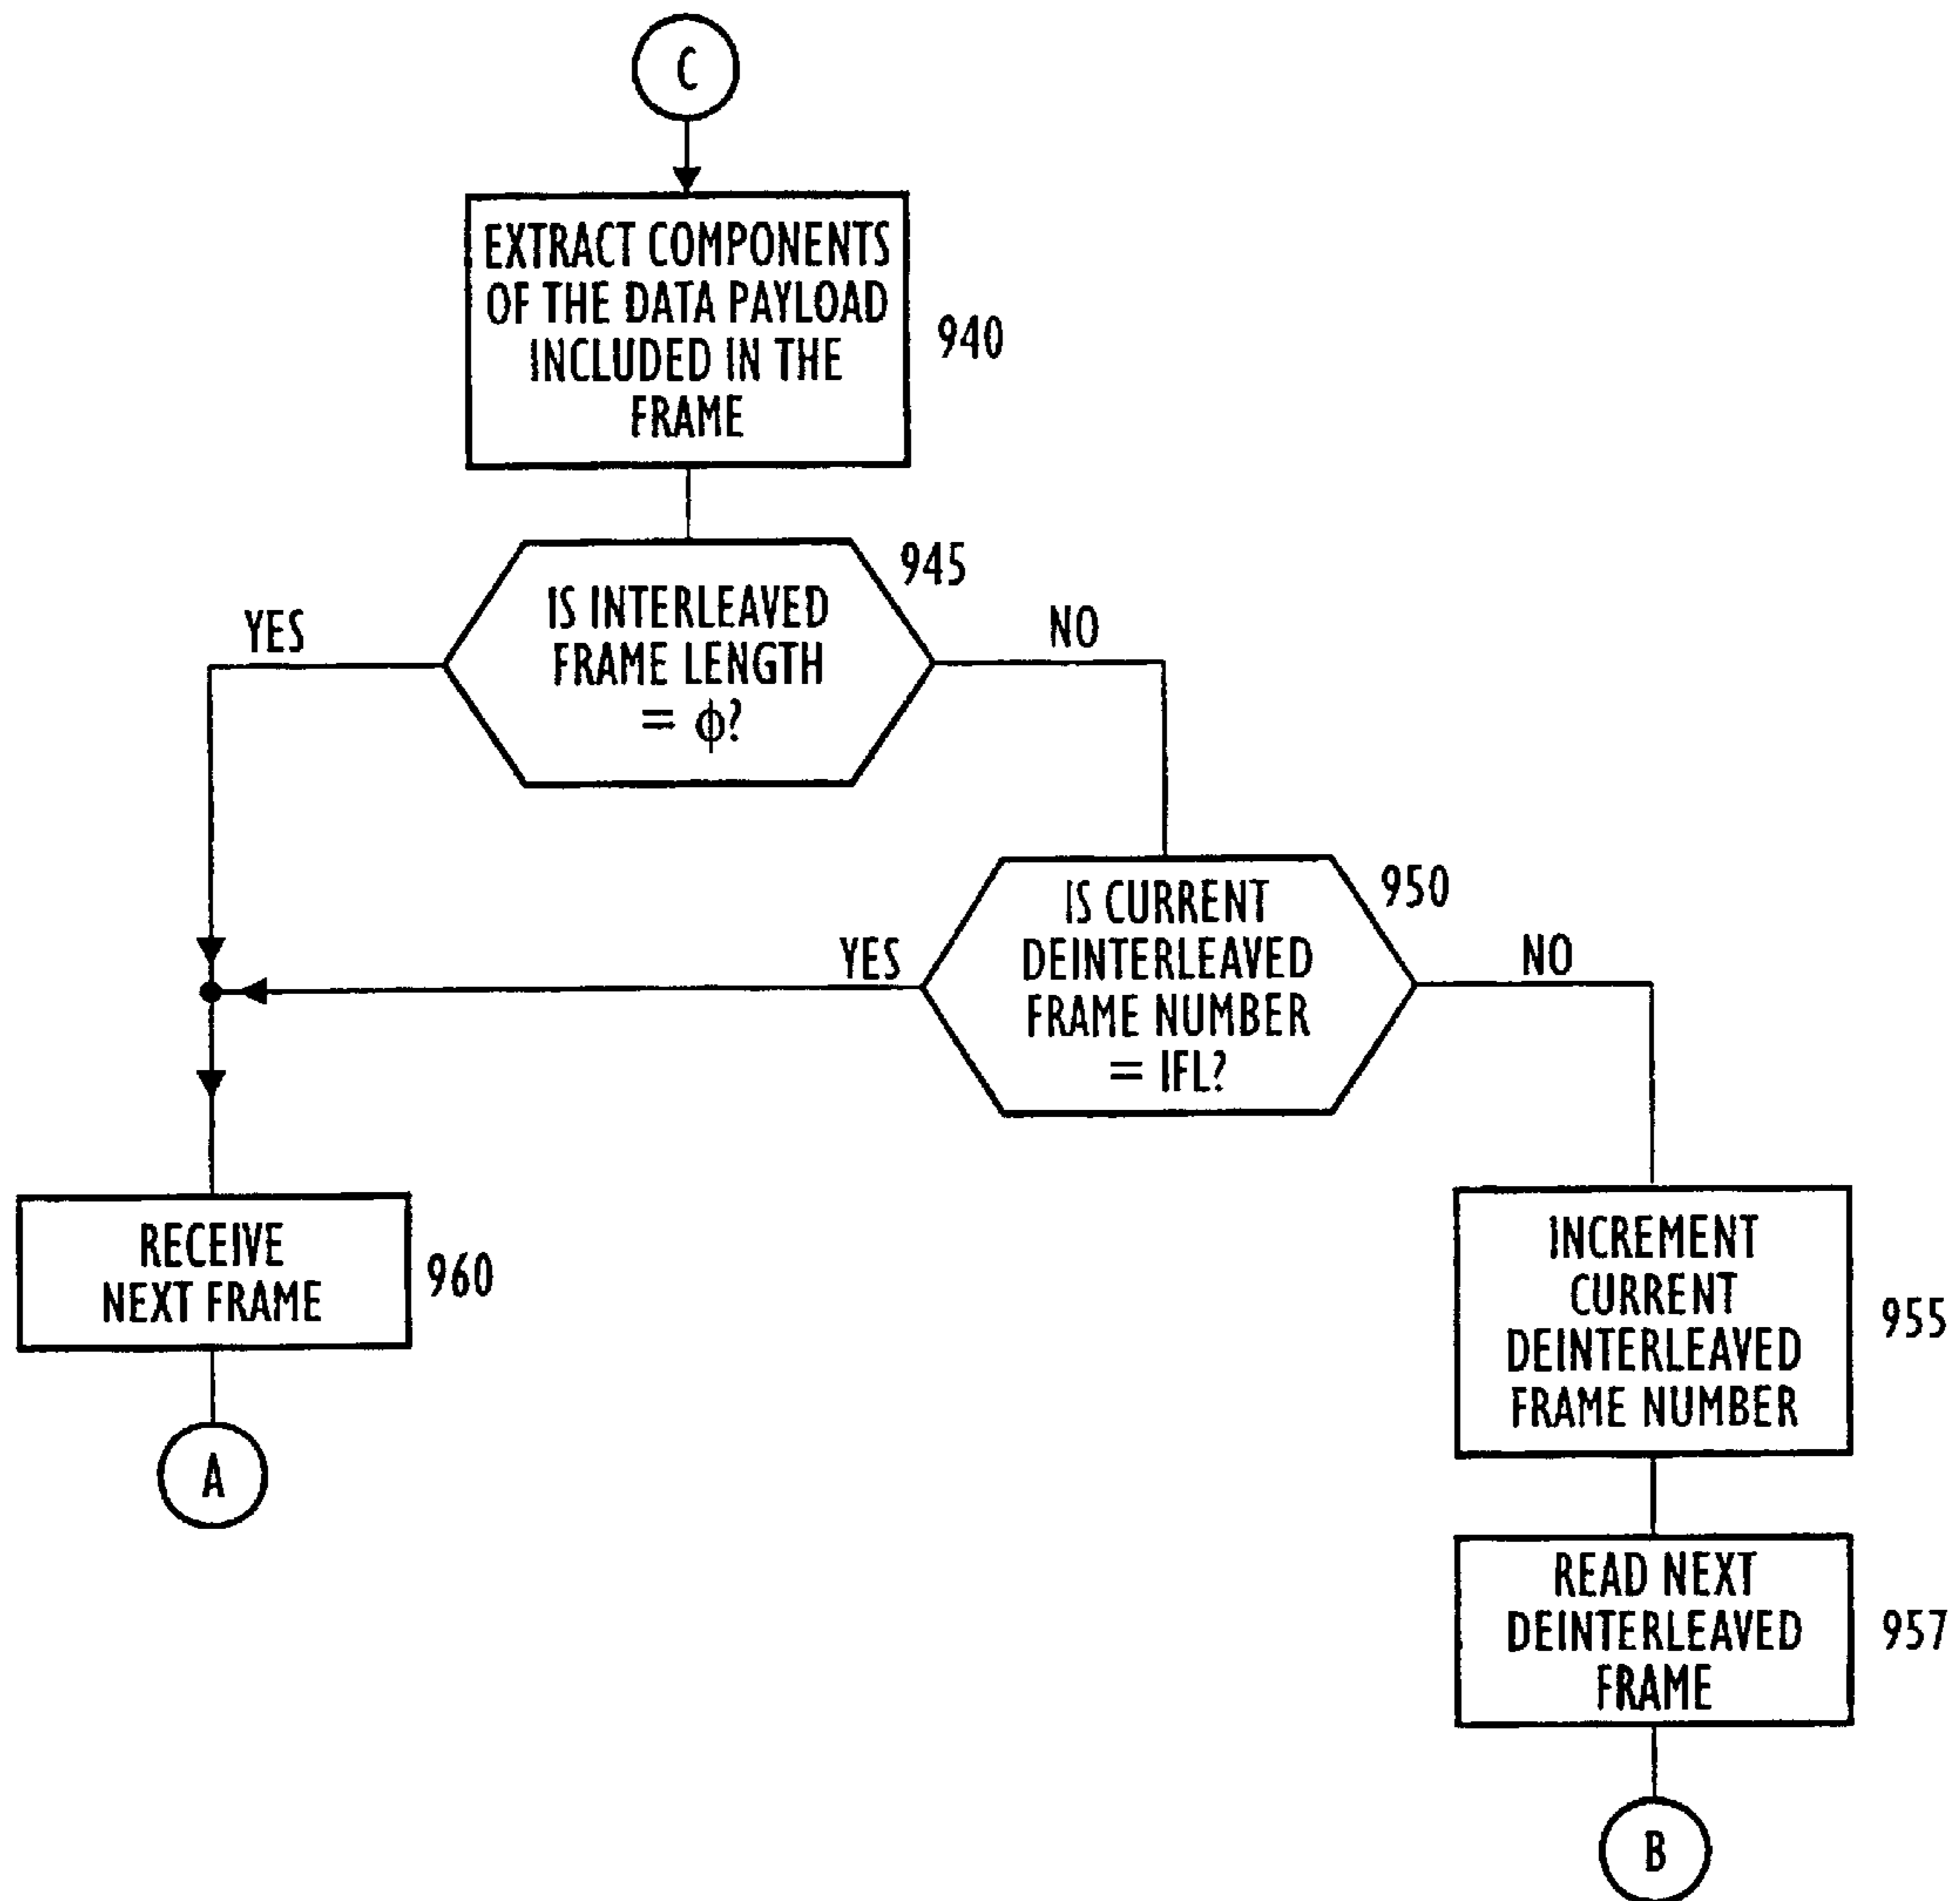 C
EXTRACT COMPONENTS
OF THE DATA PAYLOAD
INCLUDED IN THE
FRAME
940
945
IS INTERLEAVED
FRAME LENGTH
= ϕ?
YES
NO
950
IS CURRENT
DEINTERLEAVED
FRAME NUMBER
= IFL?
YES
NO
RECEIVE
NEXT FRAME
960
INCREMENT
CURRENT
DEINTERLEAVED
FRAME NUMBER
955
A
READ NEXT
DEINTERLEAVED
FRAME
957
B